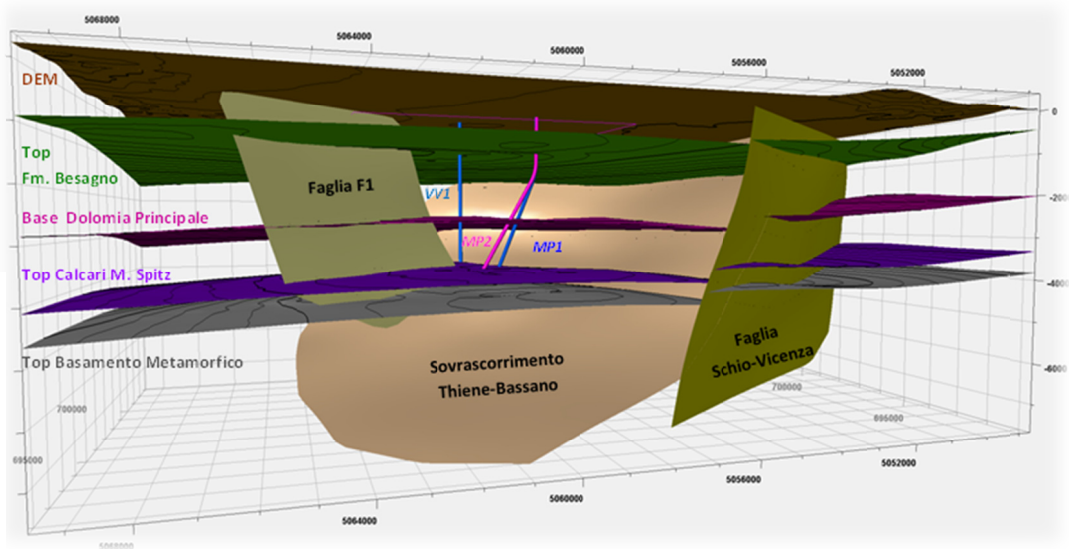 5068000
5064000
5060000
5056000
5052000
DEM
0
Top
Fm. Besagno
Faglia F1
VV1
-2000
Base Dolomia Principale
MP2
MP1
Top Calcari M. Spitz
-4000
Top Basamento Metamorfico
Sovrascorrimento
Thiene-Bassano
Faglia
Schio-Vicenza
-6000
700000
700000
695000
695000
5052000
5056000
5060000
5064000
5068000